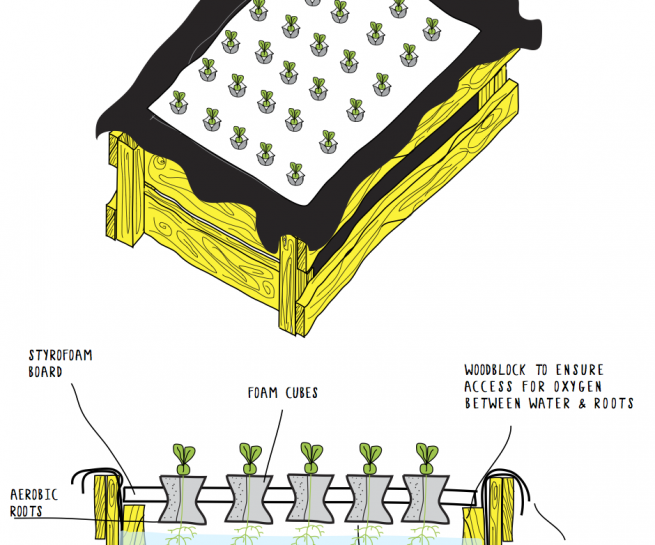 STYROFOAM
BOARD
FOAM CUBES
WOODBLOCK TO ENSURE
ACCESS FOR OXYGEN
BETWEEN WATER & ROOTS
AEROBIC
ROOTS